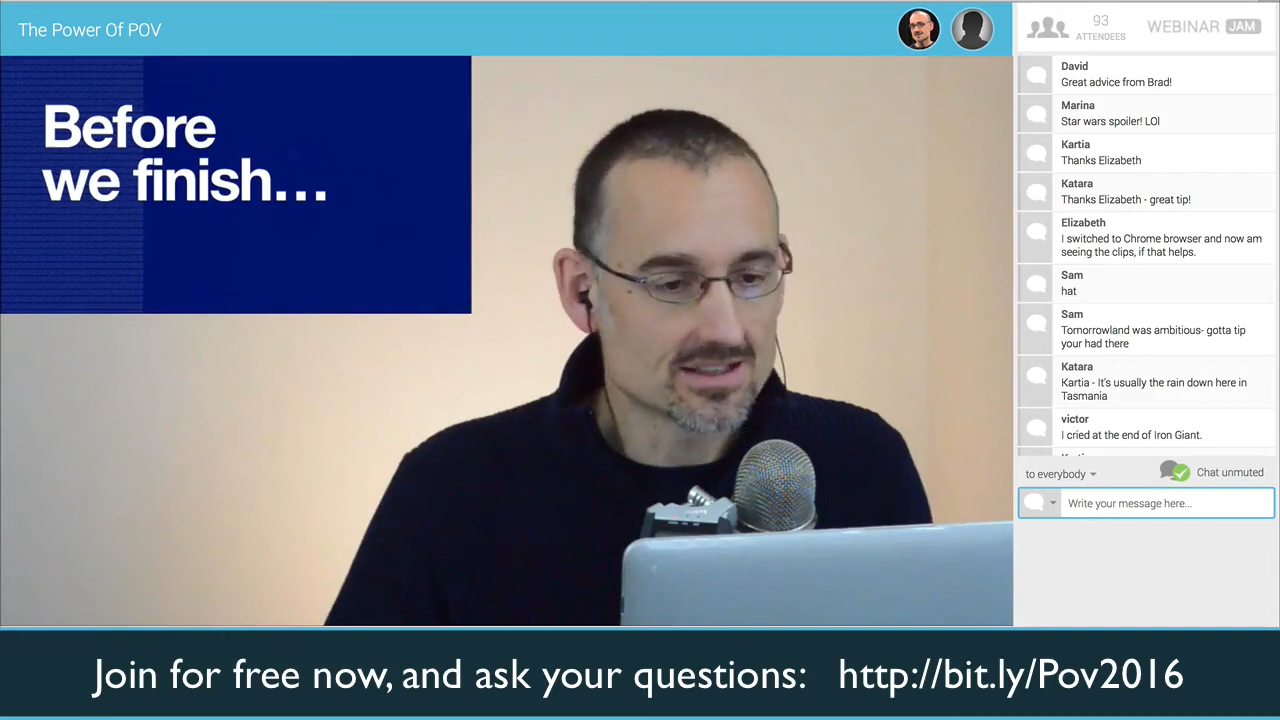 The Power Of POV
93
ATTENDEES
WEBINAR JAM
Before
we finish...
David
Great advice from Brad!
Marina
Star wars spoiler! LOl
Kartia
Thanks Elizabeth
Katara
Thanks Elizabeth - great tip!
Elizabeth
I switched to Chrome browser and now am
seeing the clips, if that helps.
Sam
hat
Sam
Tomorrowland was ambitious- gotta tip
your had there
Katara
Kartia - It's usually the rain down here in
Tasmania
victor
I cried at the end of Iron Giant.
to everybody
Chat unmuted
Write your message here...
Join for free now, and ask your questions: http://bit.ly/Pov2016